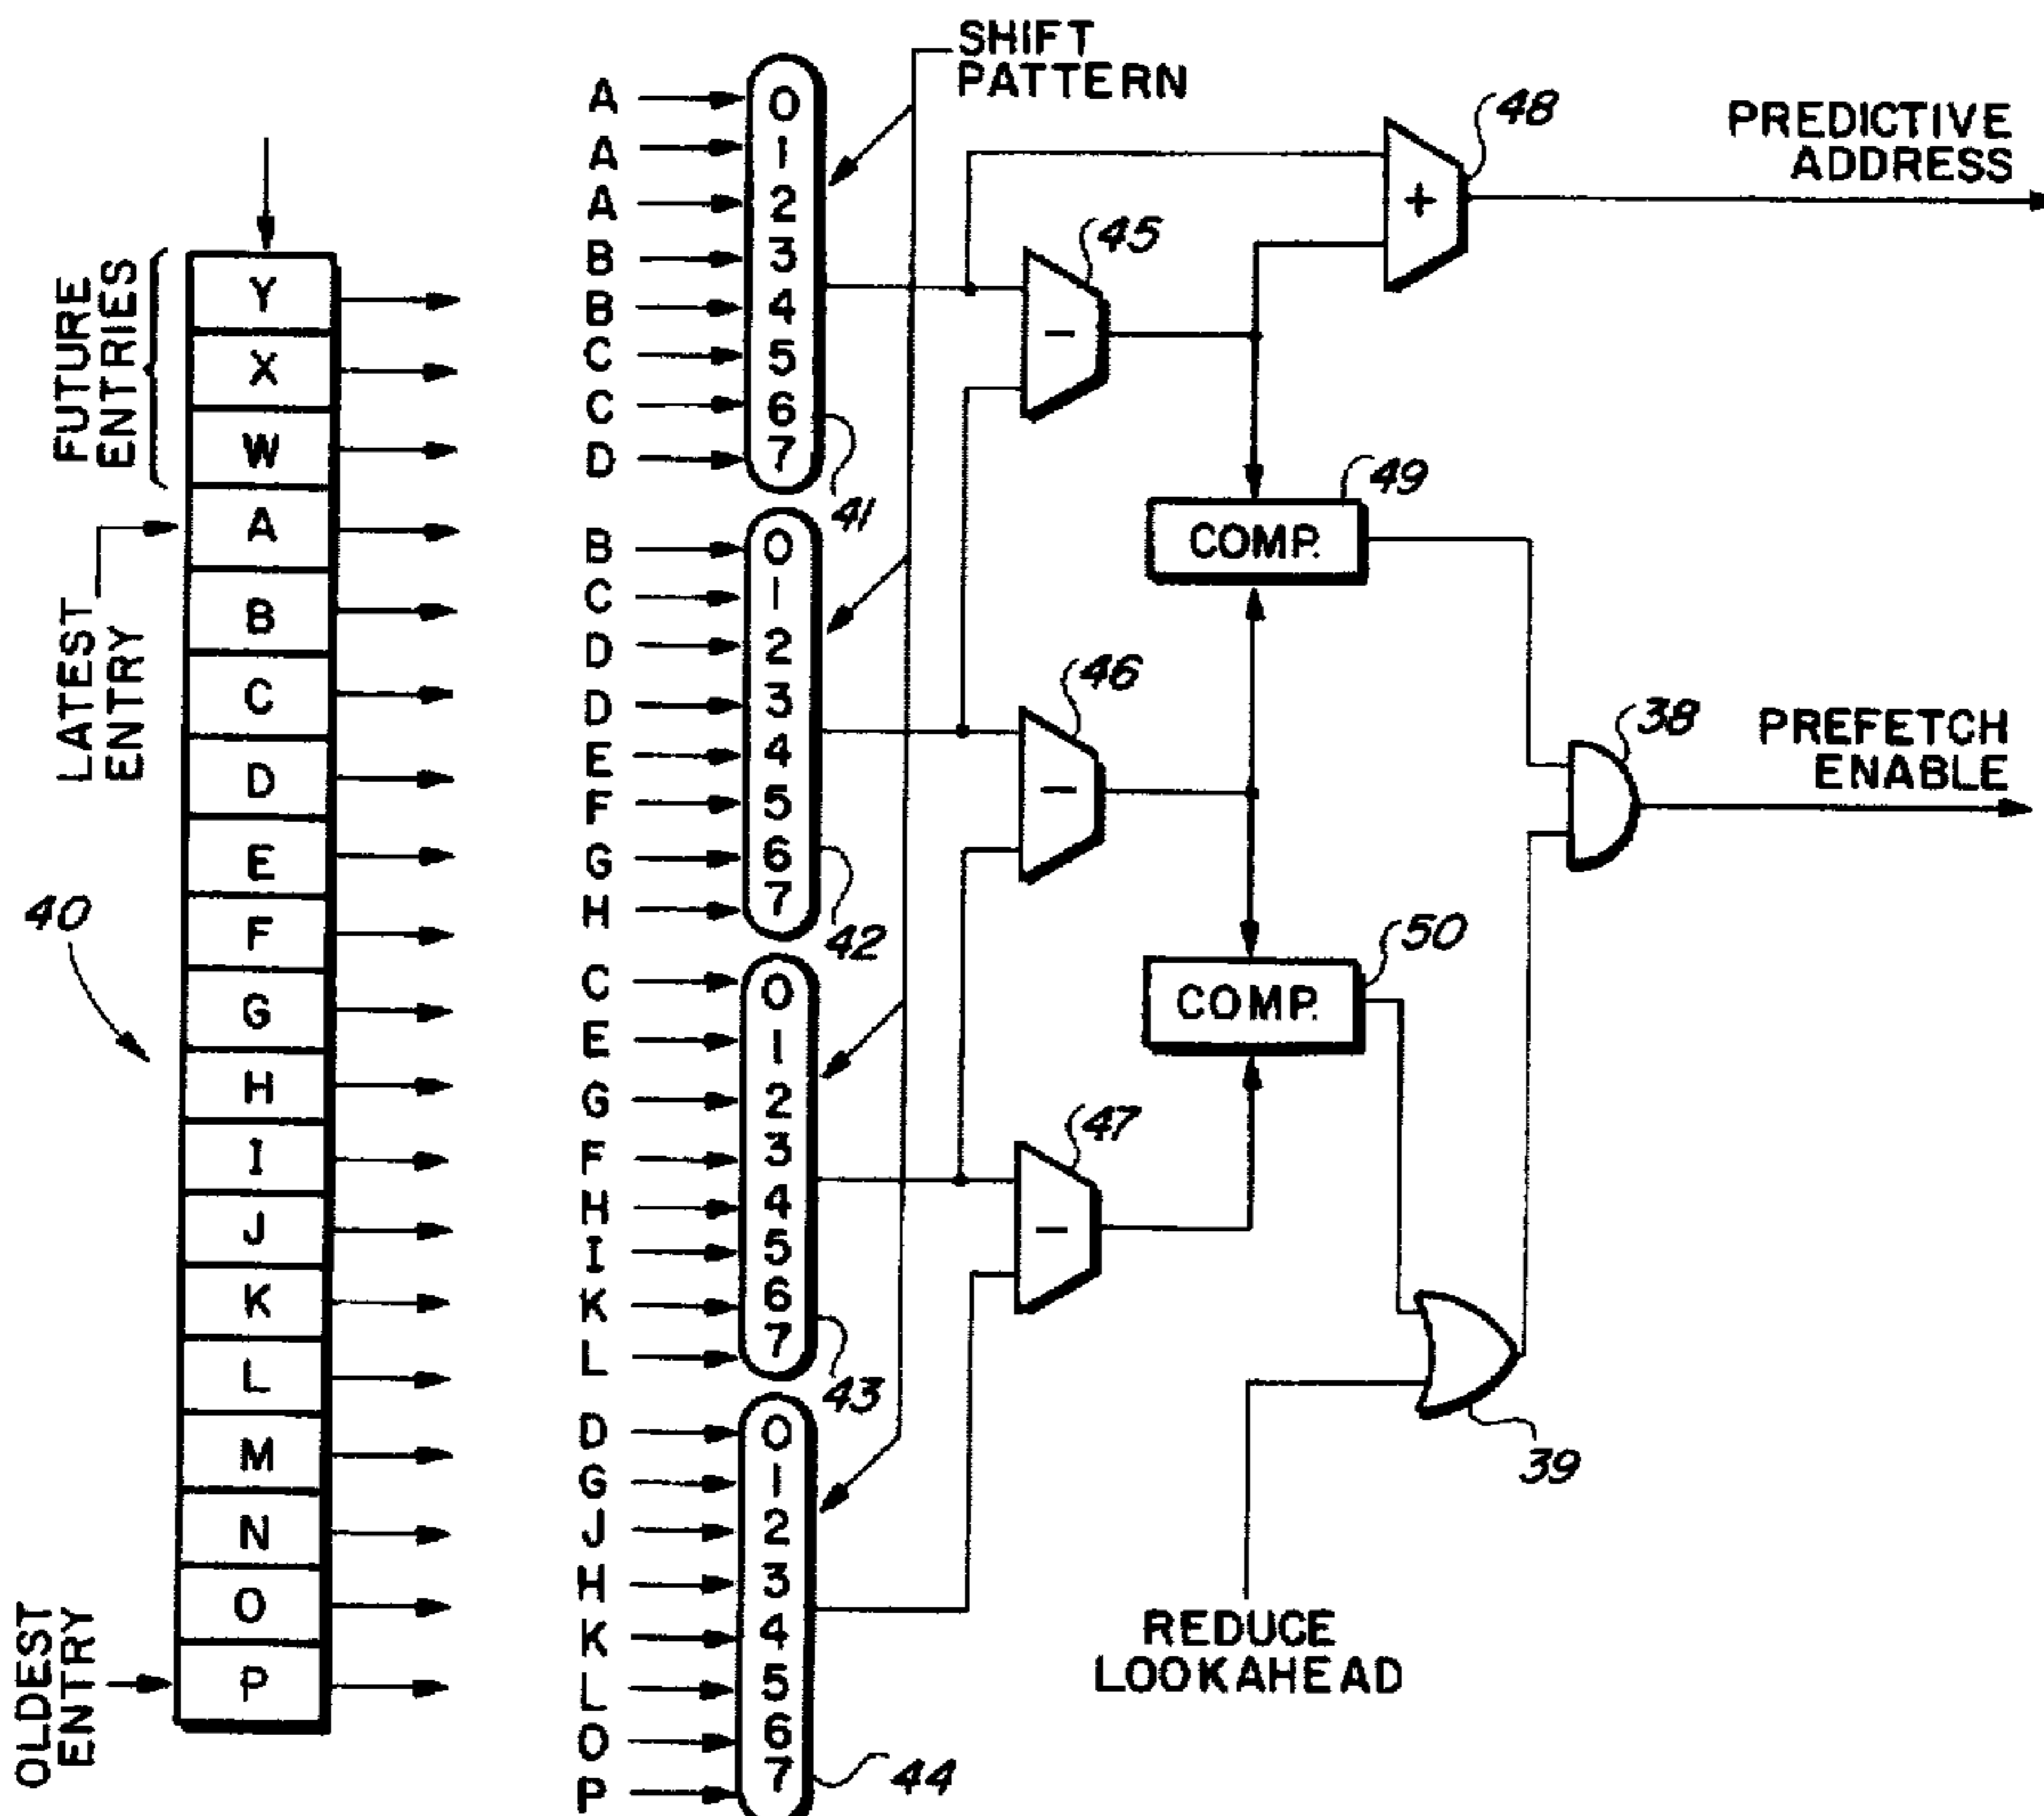 SHIFT
PATTERN
PREDICTIVE
ADDRESS
48
45
FUTURE
ENTRIES
LATEST
ENTRY
OLDEST
ENTRY
40
Y
X
W
A
B
C
D
E
F
G
H
I
J
K
L
M
N
O
P
A 0
A 1
A 2
B 3
B 4
C 5
C 6
D 7
41
B 0
C 1
D 2
D 3
E 4
F 5
G 6
H 7
42
C 0
E 1
G 2
F 3
H 4
I 5
K 6
L 7
43
D 0
G 1
J 2
H 3
K 4
L 5
O 6
P 7
44
+
-
49
COMP.
46
-
38
PREFETCH
ENABLE
50
COMP.
47
-
39
REDUCE
LOOKAHEAD